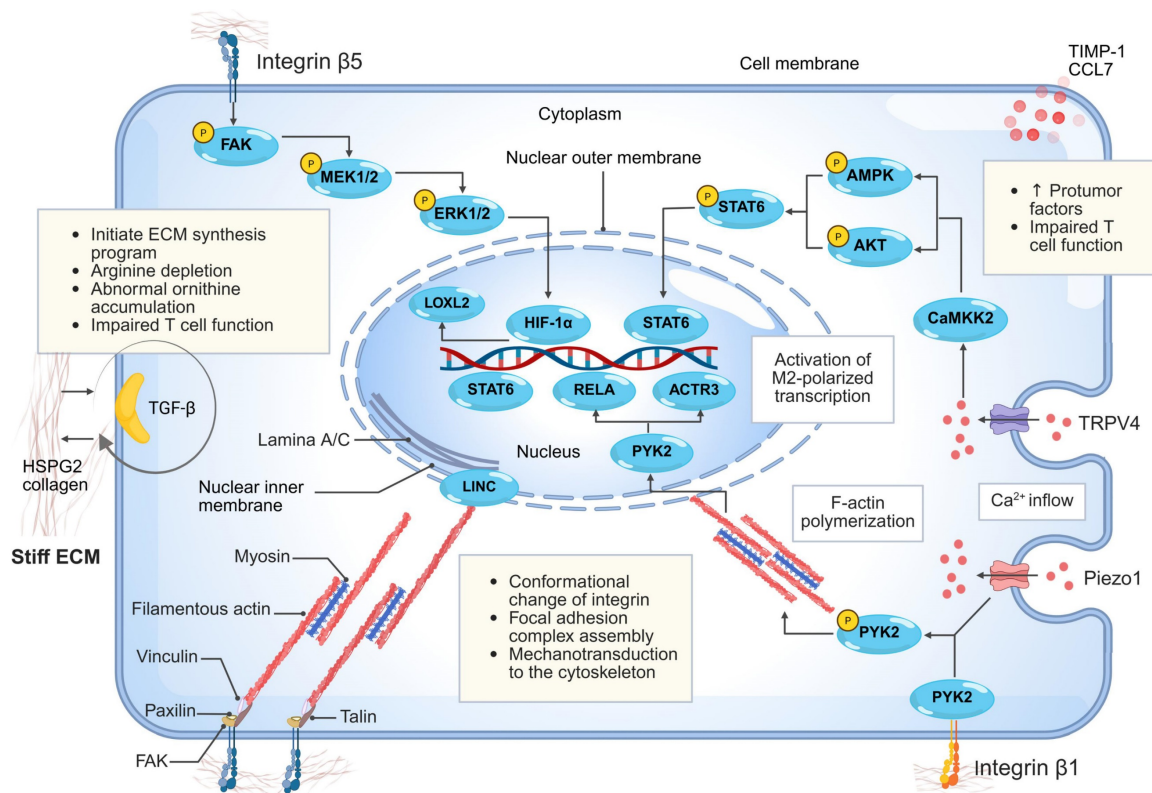 Integrin β5
Cell membrane
TIMP-1
CCL7
Cytoplasm
P
FAK
Nuclear outer membrane
P
MEK1/2
P
AMPK
P
ERK1/2
P
STAT6
P
AKT
• ↑ Protumor
factors
• Impaired T
cell function
• Initiate ECM synthesis
program
• Arginine depletion
• Abnormal ornithine
accumulation
• Impaired T cell function
LOXL2
HIF-1α
STAT6
CaMKK2
STAT6
RELA
ACTR3
Activation of
M2-polarized
transcription
TGF-β
TRPV4
Lamina A/C
Nucleus
PYK2
HSPG2
collagen
Nuclear inner
membrane
LINC
F-actin
polymerization
Ca²⁺ inflow
Stiff ECM
Myosin
• Conformational
change of integrin
• Focal adhesion
complex assembly
• Mechanotransduction
to the cytoskeleton
Piezo1
Filamentous actin
P
PYK2
Vinculin
Paxilin
Talin
PYK2
FAK
Integrin β1